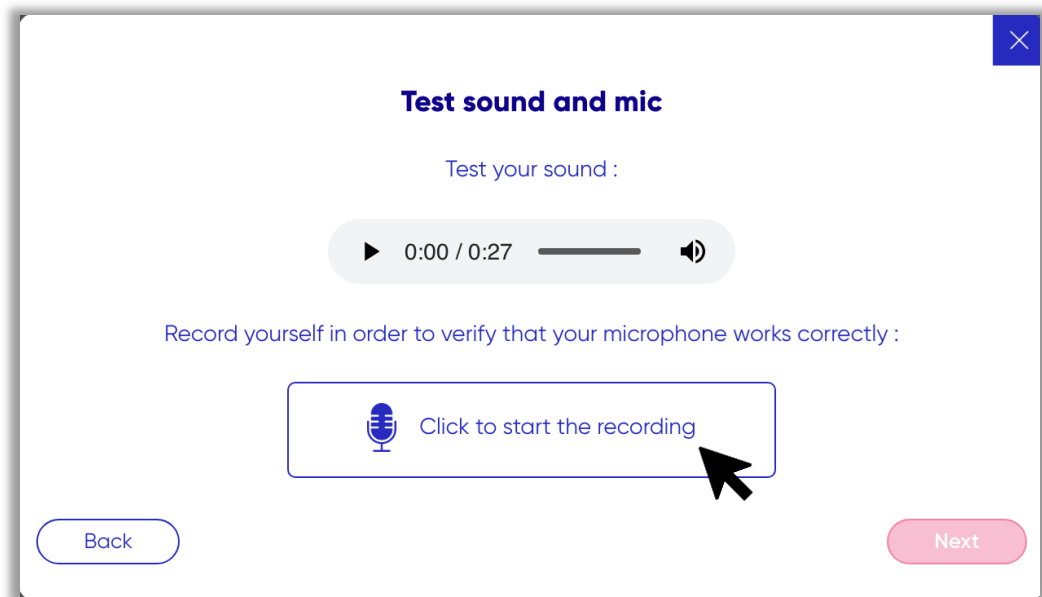 Test sound and mic
Test your sound :
0:00 / 0:27
Record yourself in order to verify that your microphone works correctly :
Click to start the recording
Back
Next